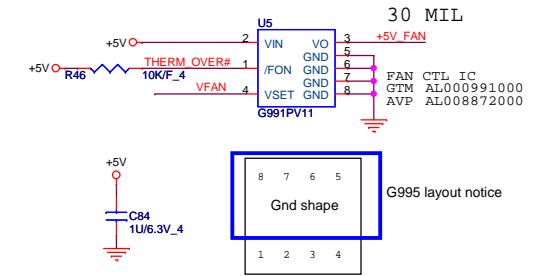 30 MIL
U5
+5V 2 VIN VO 3 +5V_FAN
GND 5
+5V R46 10K/F_4 THERM_OVER# 1 /FON GND 6
GND 7
VFAN 4 VSET GND 8
G991PV11
FAN CTL IC
GTM AL000991000
AVP AL008872000
+5V
C84
1U/6.3V_4
8 7 6 5
Gnd shape
1 2 3 4
G995 layout notice